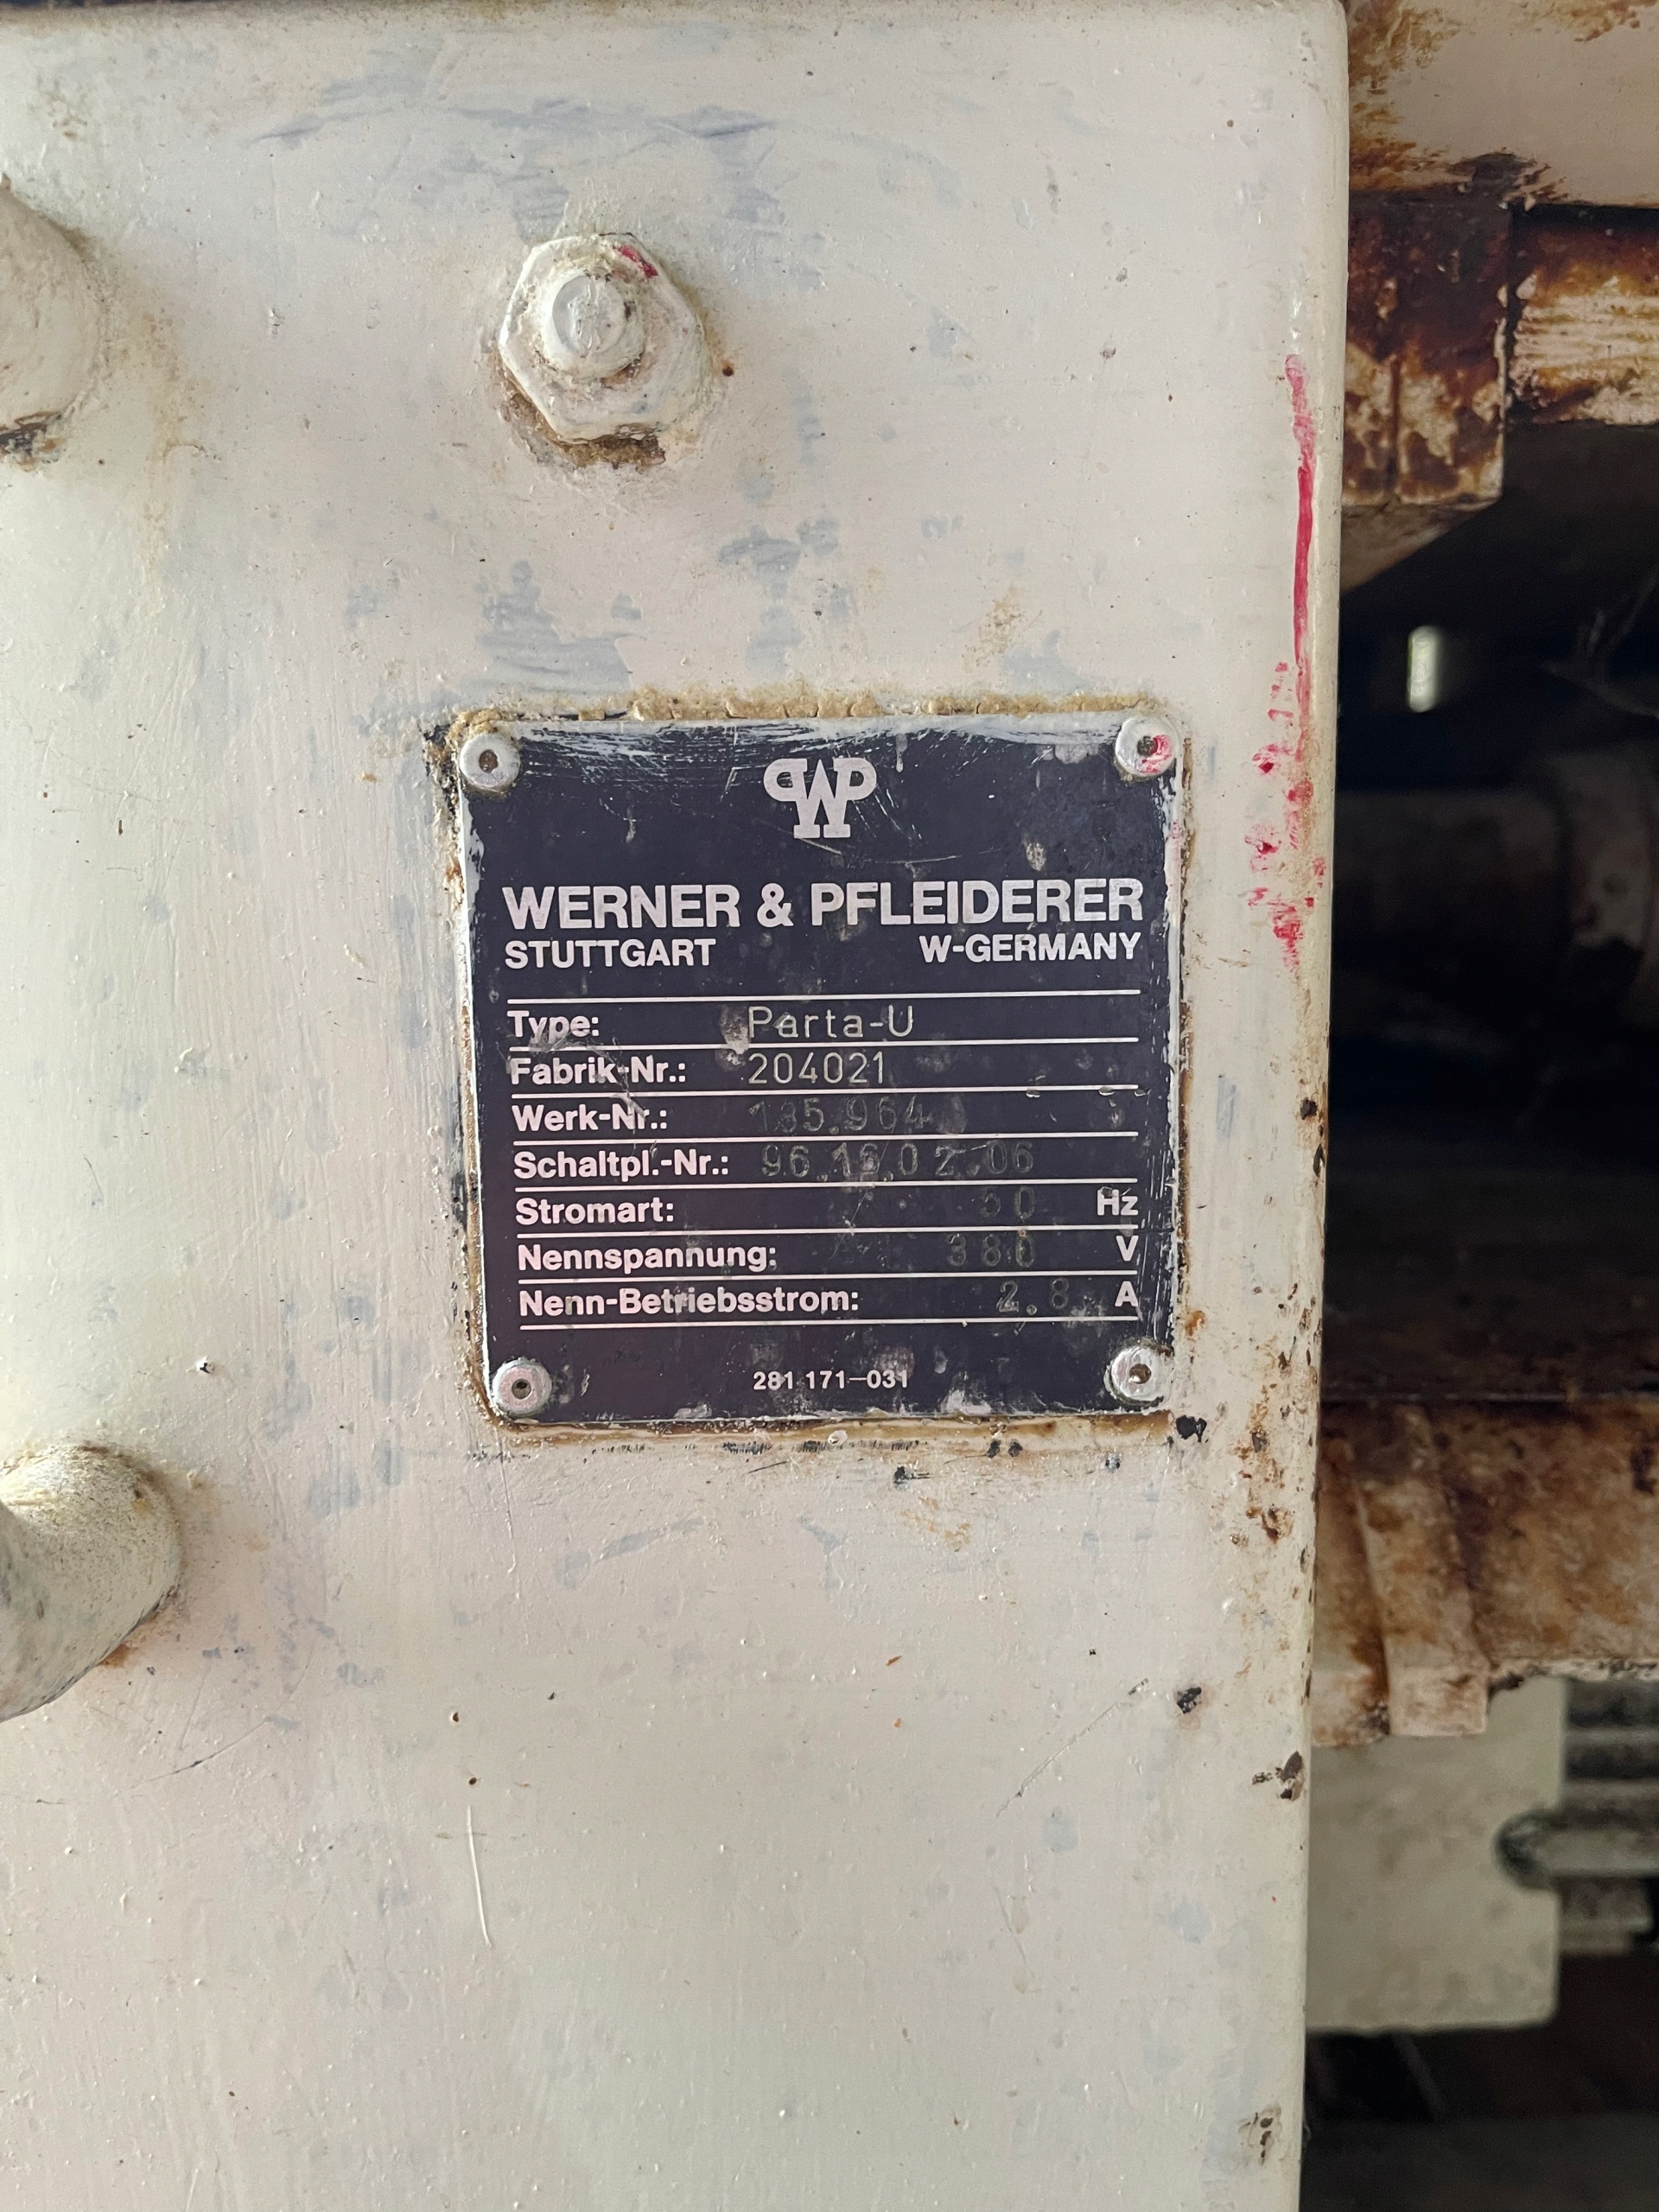 WP
WERNER & PFLEIDERER
STUTTGART W-GERMANY
Type: Parta-U
Fabrik-Nr.: 204021
Werk-Nr.: 185.964
Schaltpl.-Nr.: 96.16.02.06
Stromart: 50 Hz
Nennspannung: 380 V
Nenn-Betriebsstrom: 2.8 A
281 171-031